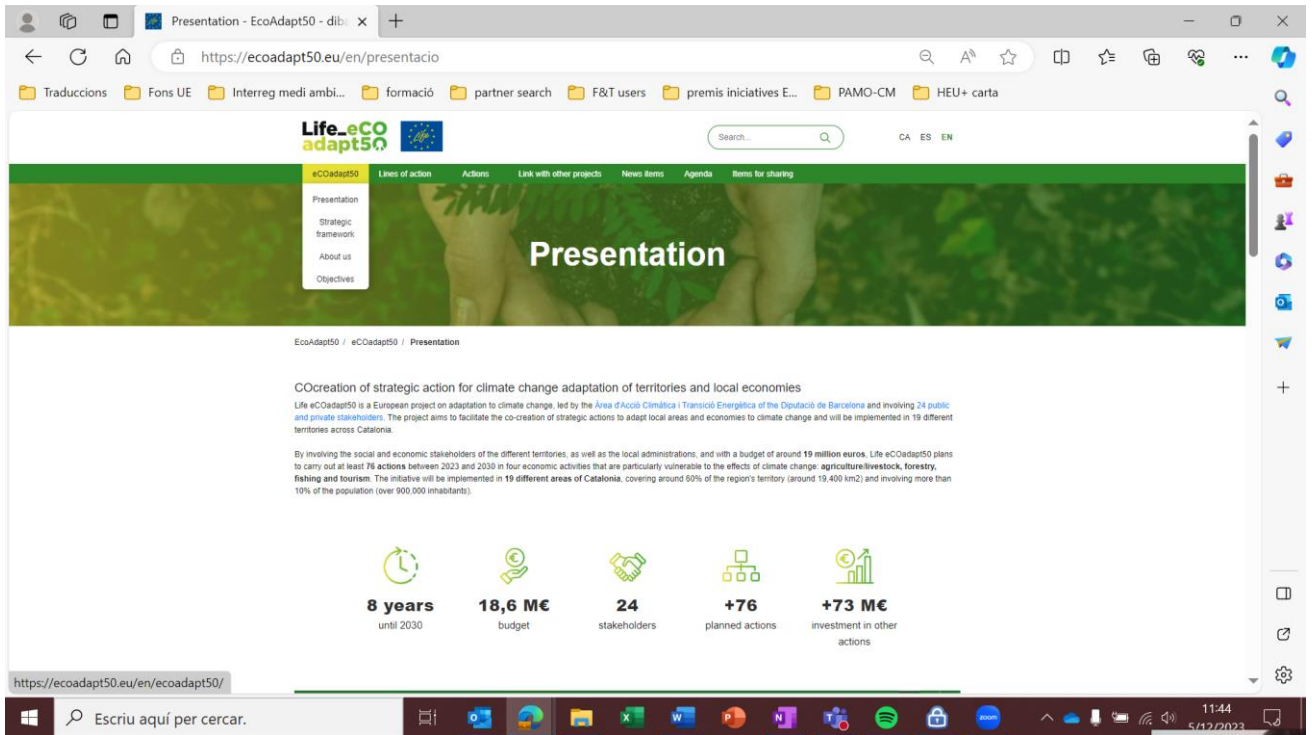 Presentation - EcoAdapt50 - diba
https://ecoadapt50.eu/en/presentacio
Traduccions
Fons UE
Interreg medi ambi...
formació
partner search
F&T users
premis iniciatives E...
PAMO-CM
HEU+ carta
Life_eCO
adapt50
Search...
CA ES EN
eCOadapt50
Lines of action
Actions
Link with other projects
News items
Agenda
Items for sharing
Presentation
Strategic
framework
About us
Objectives
Presentation
EcoAdapt50 / eCOadapt50 / Presentation
COcreation of strategic action for climate change adaptation of territories and local economies
Life eCOadapt50 is a European project on adaptation to climate change, led by the Àrea d'Acció Climàtica i Transició Energètica of the Diputació de Barcelona and involving 24 public
and private stakeholders. The project aims to facilitate the co-creation of strategic actions to adapt local areas and economies to climate change and will be implemented in 19 different
territories across Catalonia.
By involving the social and economic stakeholders of the different territories, as well as the local administrations, and with a budget of around 19 million euros, Life eCOadapt50 plans
to carry out at least 76 actions between 2023 and 2030 in four economic activities that are particularly vulnerable to the effects of climate change: agriculture/livestock, forestry,
fishing and tourism. The initiative will be implemented in 19 different areas of Catalonia, covering around 60% of the region's territory (around 19,400 km2) and involving more than
10% of the population (over 900,000 inhabitants).
8 years
until 2030
18,6 M€
budget
24
stakeholders
+76
planned actions
+73 M€
investment in other
actions
https://ecoadapt50.eu/en/ecoadapt50/
Escriu aquí per cercar.
zoom
11:44
5/12/2023